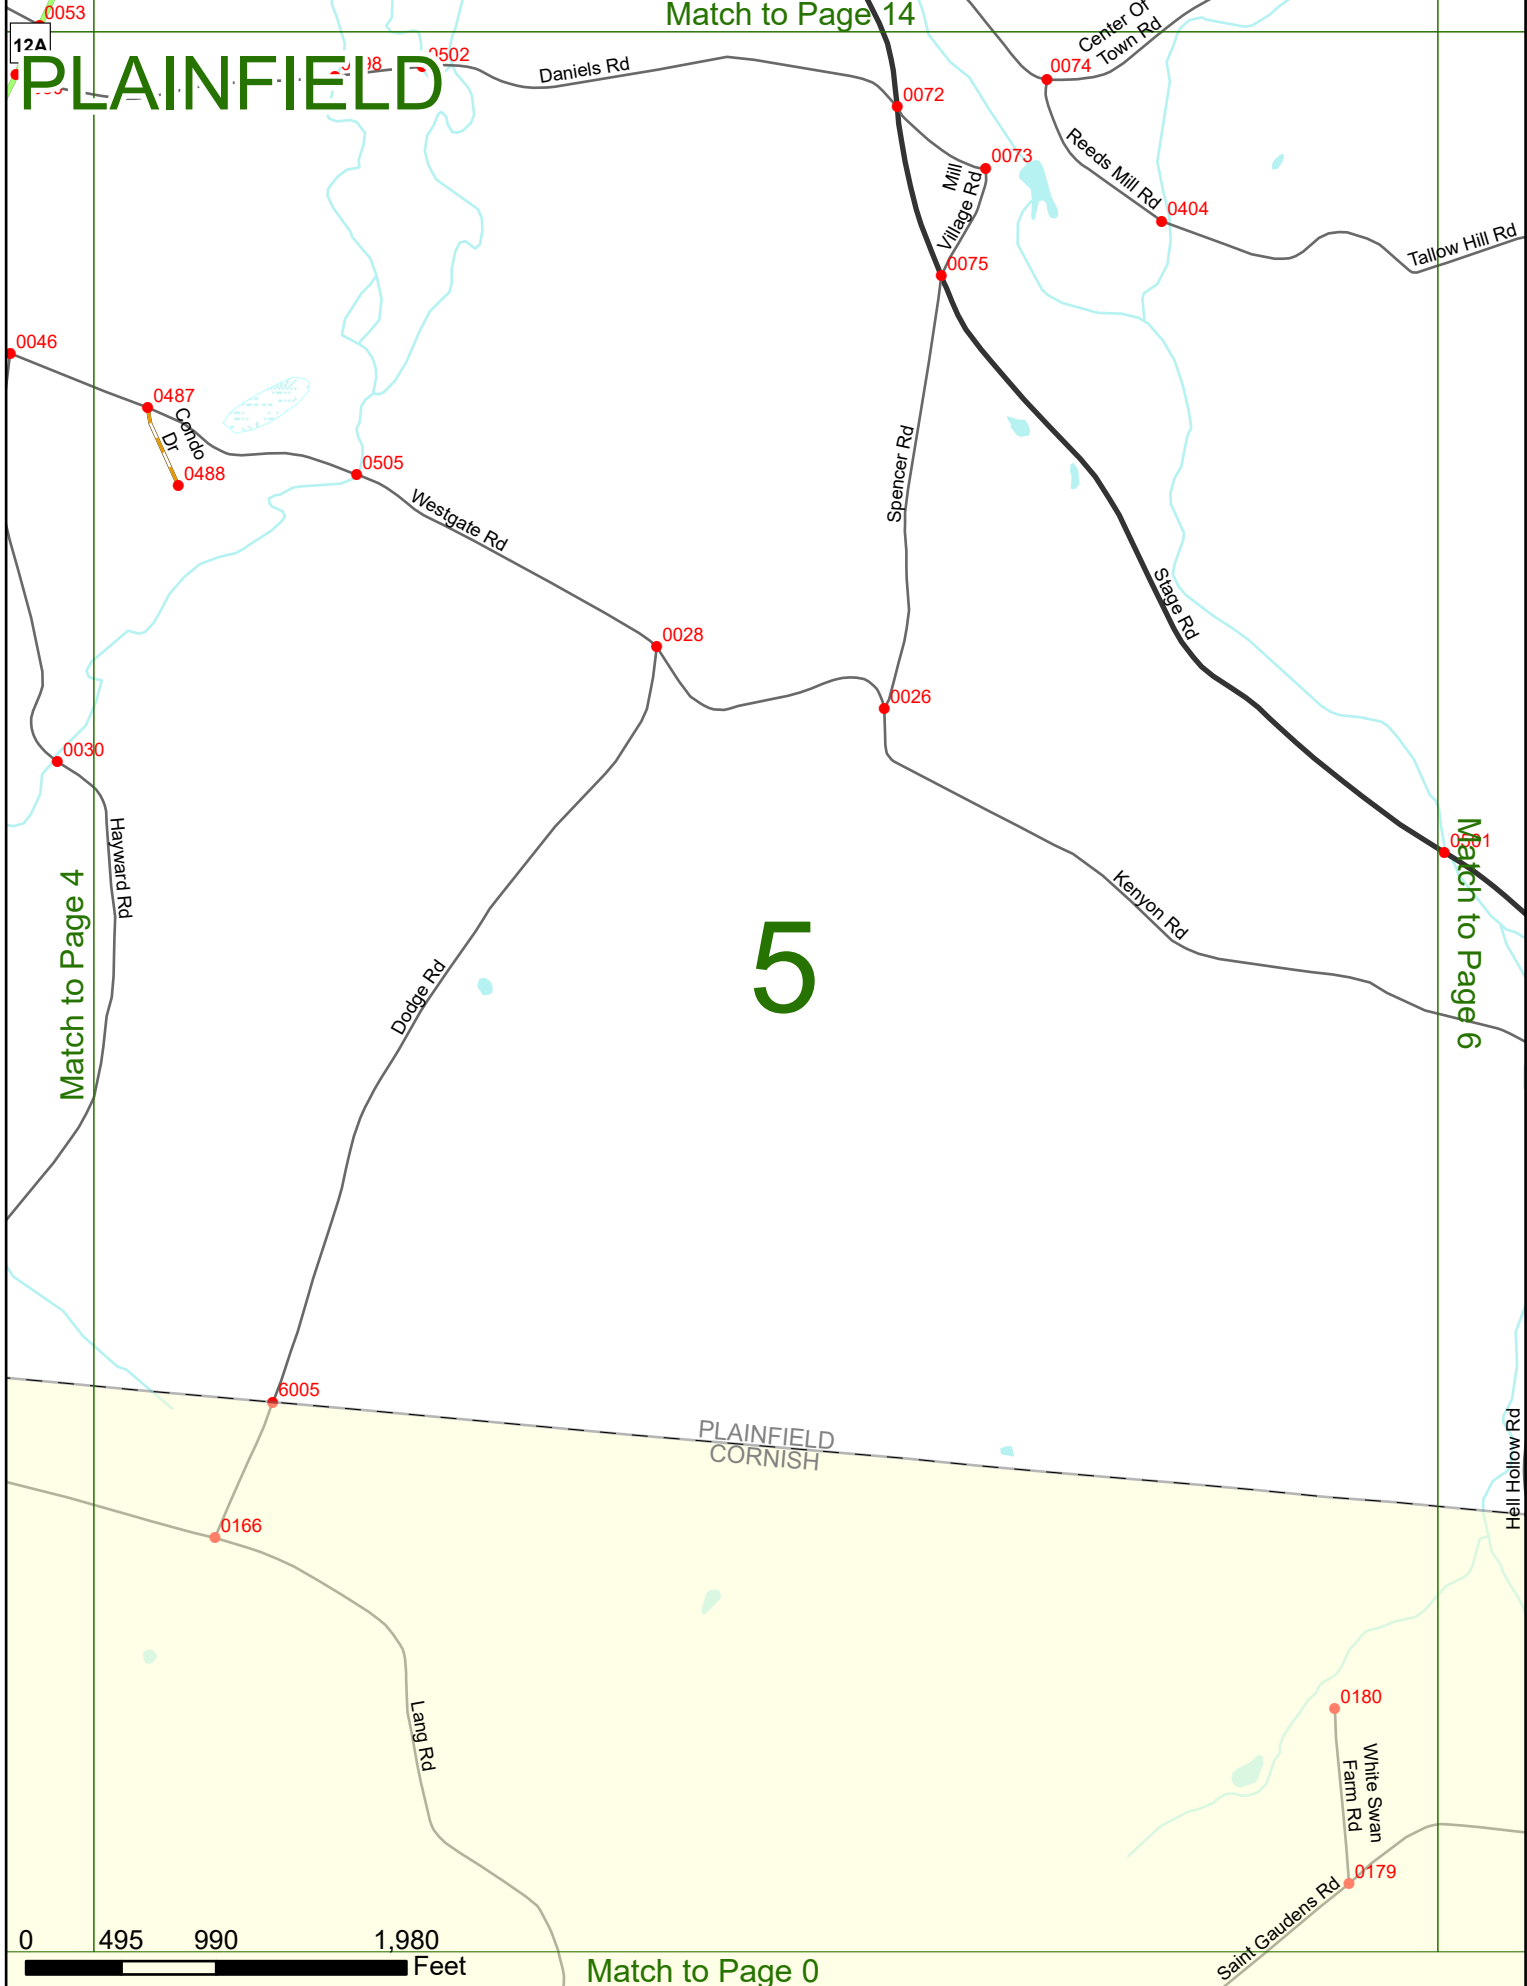 Match to Page 14
0053
12A
PLAINFIELD
0502
Daniels Rd
Center Of
Town Rd
0074
0072
0073
Mill
Village Rd
Reeds Mill Rd
0404
Tallow Hill Rd
0075
0046
0487
Condo
Dr
0488
0505
Westgate Rd
Spencer Rd
Stage Rd
0028
0026
0030
Hayward Rd
Match to Page 4
Match to Page 6
Kenyon Rd
5
Dodge Rd
6005
PLAINFIELD
CORNISH
Hell Hollow Rd
0166
Lang Rd
0180
White Swan
Farm Rd
0179
Saint Gaudens Rd
0 495 990 1,980
Feet
Match to Page 0